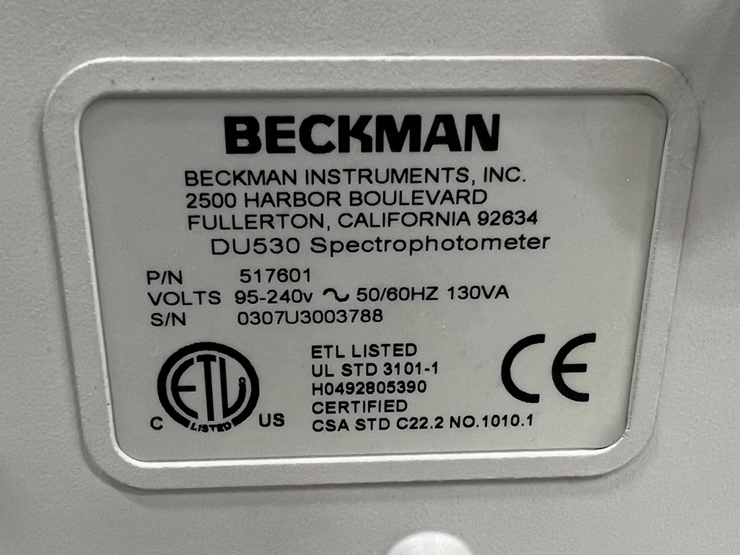 BECKMAN
BECKMAN INSTRUMENTS, INC.
2500 HARBOR BOULEVARD
FULLERTON, CALIFORNIA 92634
DU530 Spectrophotometer
P/N 517601
VOLTS 95-240v ∿ 50/60HZ 130VA
S/N 0307U3003788
ETL LISTED
C US
ETL LISTED
UL STD 3101-1
H0492805390
CERTIFIED
CSA STD C22.2 NO.1010.1
CE